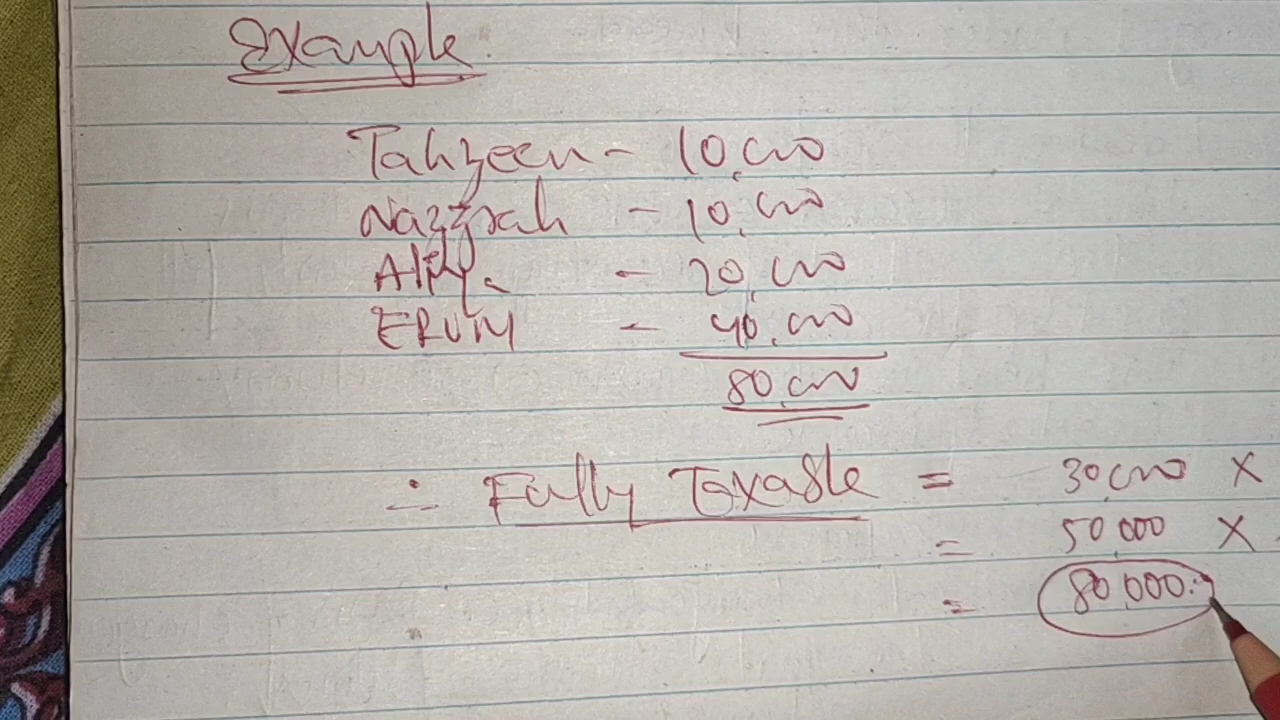 Example.
Tahzeen - 10,000
Nazzrah - 10,000
- 20,000
ERUM - 40,000
80,000
∴ Fully Taxable = 30,000 X
= 50,000 X
= 80,000